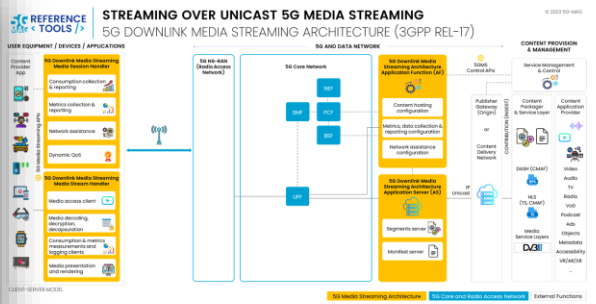 5G MAG REFERENCE TOOLS
STREAMING OVER UNICAST 5G MEDIA STREAMING
5G DOWNLINK MEDIA STREAMING ARCHITECTURE (3GPP REL-17)
© 2023 5G-MAG
USER EQUIPMENT / DEVICES / APPLICATIONS
5G AND DATA NETWORK
CONTENT PROVISION
& MANAGEMENT
Content
Provider
App
5G Media Streaming APIs
5G Downlink Media Streaming
Media Session Handler
Consumption collection
& reporting
Metrics collection &
reporting
Network assistance
Dynamic QoS
5G Downlink Media Streaming
Media Stream Handler
Media access client
Media decoding,
decryption,
decapsulation
Consumption & metrics
measurements and
logging clients
Media presentation
and rendering
5G NG-RAN
(Radio Access
Network)
5G Core Network
NEF
SMF
PCF
BSF
UPF
5G Downlink Media
Streaming Architecture
Application Function (AF)
Content hosting
configuration
Metrics, data collection &
reporting configuration
Network assistance
configuration
5G Downlink Media
Streaming Architecture
Application Server (AS)
Segments server
Manifest server
5GMS
Control APIs
IP
Unicast
Publisher
Gateway
(Origin)
or
Content
Delivery
Network
CONTRIBUTION (INGEST)
Service Management
& Control
Content
Packager
& Service Layer
DASH (CMAF)
HLS
(TS, CMAF)
Media
Service Layers
DVB
Content
Application
Provider
Video
Audio
TV
Radio
VoD
Podcast
Ads
Objects
Metadata
Accessibility
VR/AR/XR
...
CLIENT-SERVER MODEL
5G Media Streaming Architecture
5G Core and Radio Access Network
External Functions